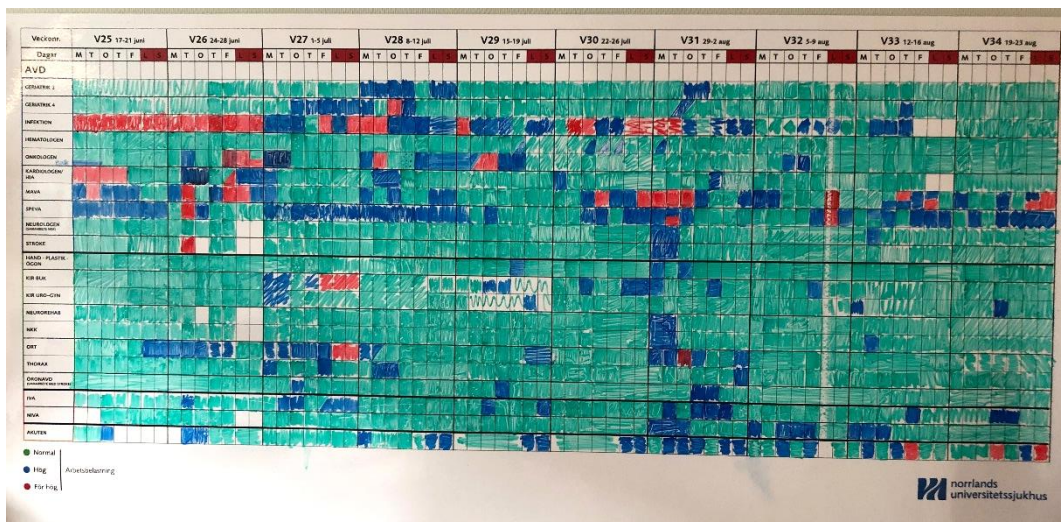 Veckonr. V25 17-21 juni V26 24-28 juni V27 1-5 juli V28 8-12 juli V29 15-19 juli V30 22-26 juli V31 29-2 aug V32 5-9 aug V33 12-16 aug V34 19-23 aug
Dagar M T O T F L S M T O T F L S M T O T F L S M T O T F L S M T O T F L S M T O T F L S M T O T F L S M T O T F L S M T O T F L S M T O T F L S
AVD
GERIATRIK
GERIATRIK 4
INFEKTION
HEMATOLOGEN
ONKOLOGEN
KARDIOLOGEN/
HIA
MAVA
SPEVA
NEUROLOGEN
STROKE
HAND - PLASTIK
ÖGON
KIR BUK
KIR URO-GYN
NEUROREHAB
NKK
ORT
THORAX
IVA
NIVA
AKUTEN
Normal
Hög
För hög
Arbetsbelastning
norrlands
universitetssjukhus